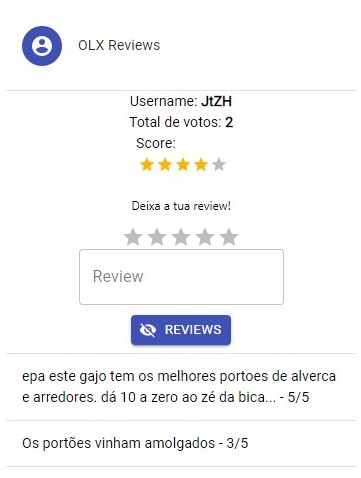 OLX Reviews
Username: JtZH
Total de votos: 2
Score:
Deixa a tua review!
Review
REVIEWS
epa este gajo tem os melhores portoes de alverca
e arredores. dá 10 a zero ao zé da bica... - 5/5
Os portões vinham amolgados - 3/5